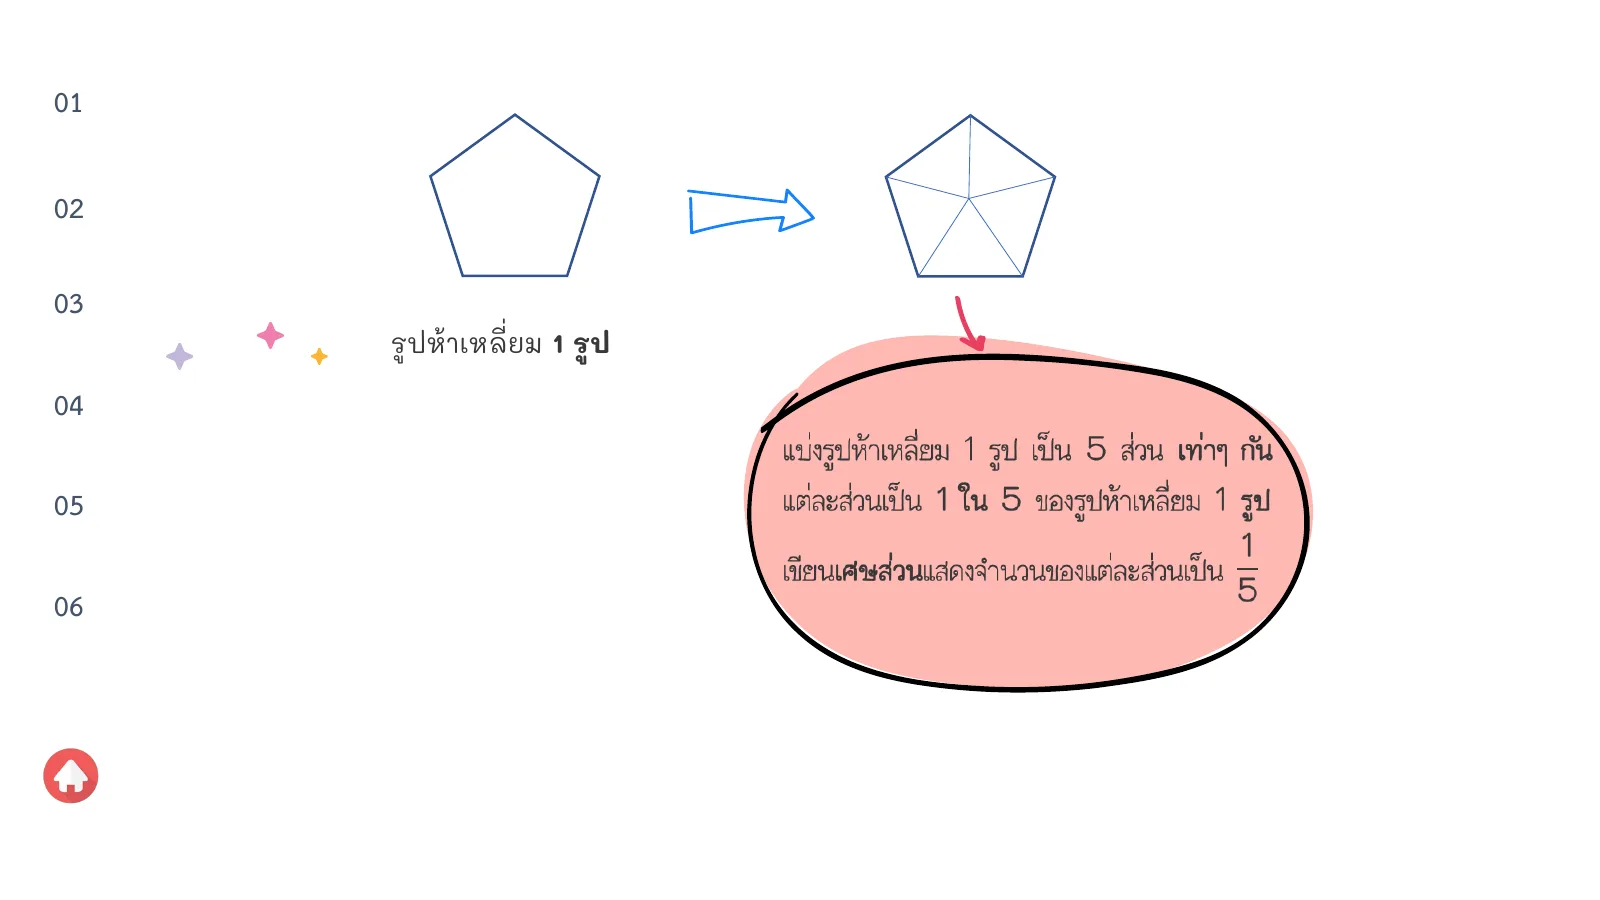 01
02
03
04
05
06
รูปห้าเหลี่ยม 1 รูป
แบ่งรูปห้าเหลี่ยม 1 รูป เป็น 5 ส่วน เท่าๆ กัน
แต่ละส่วนเป็น 1 ใน 5 ของรูปห้าเหลี่ยม 1 รูป
เขียนเศษส่วนแสดงจำนวนของแต่ละส่วนเป็น 1/5